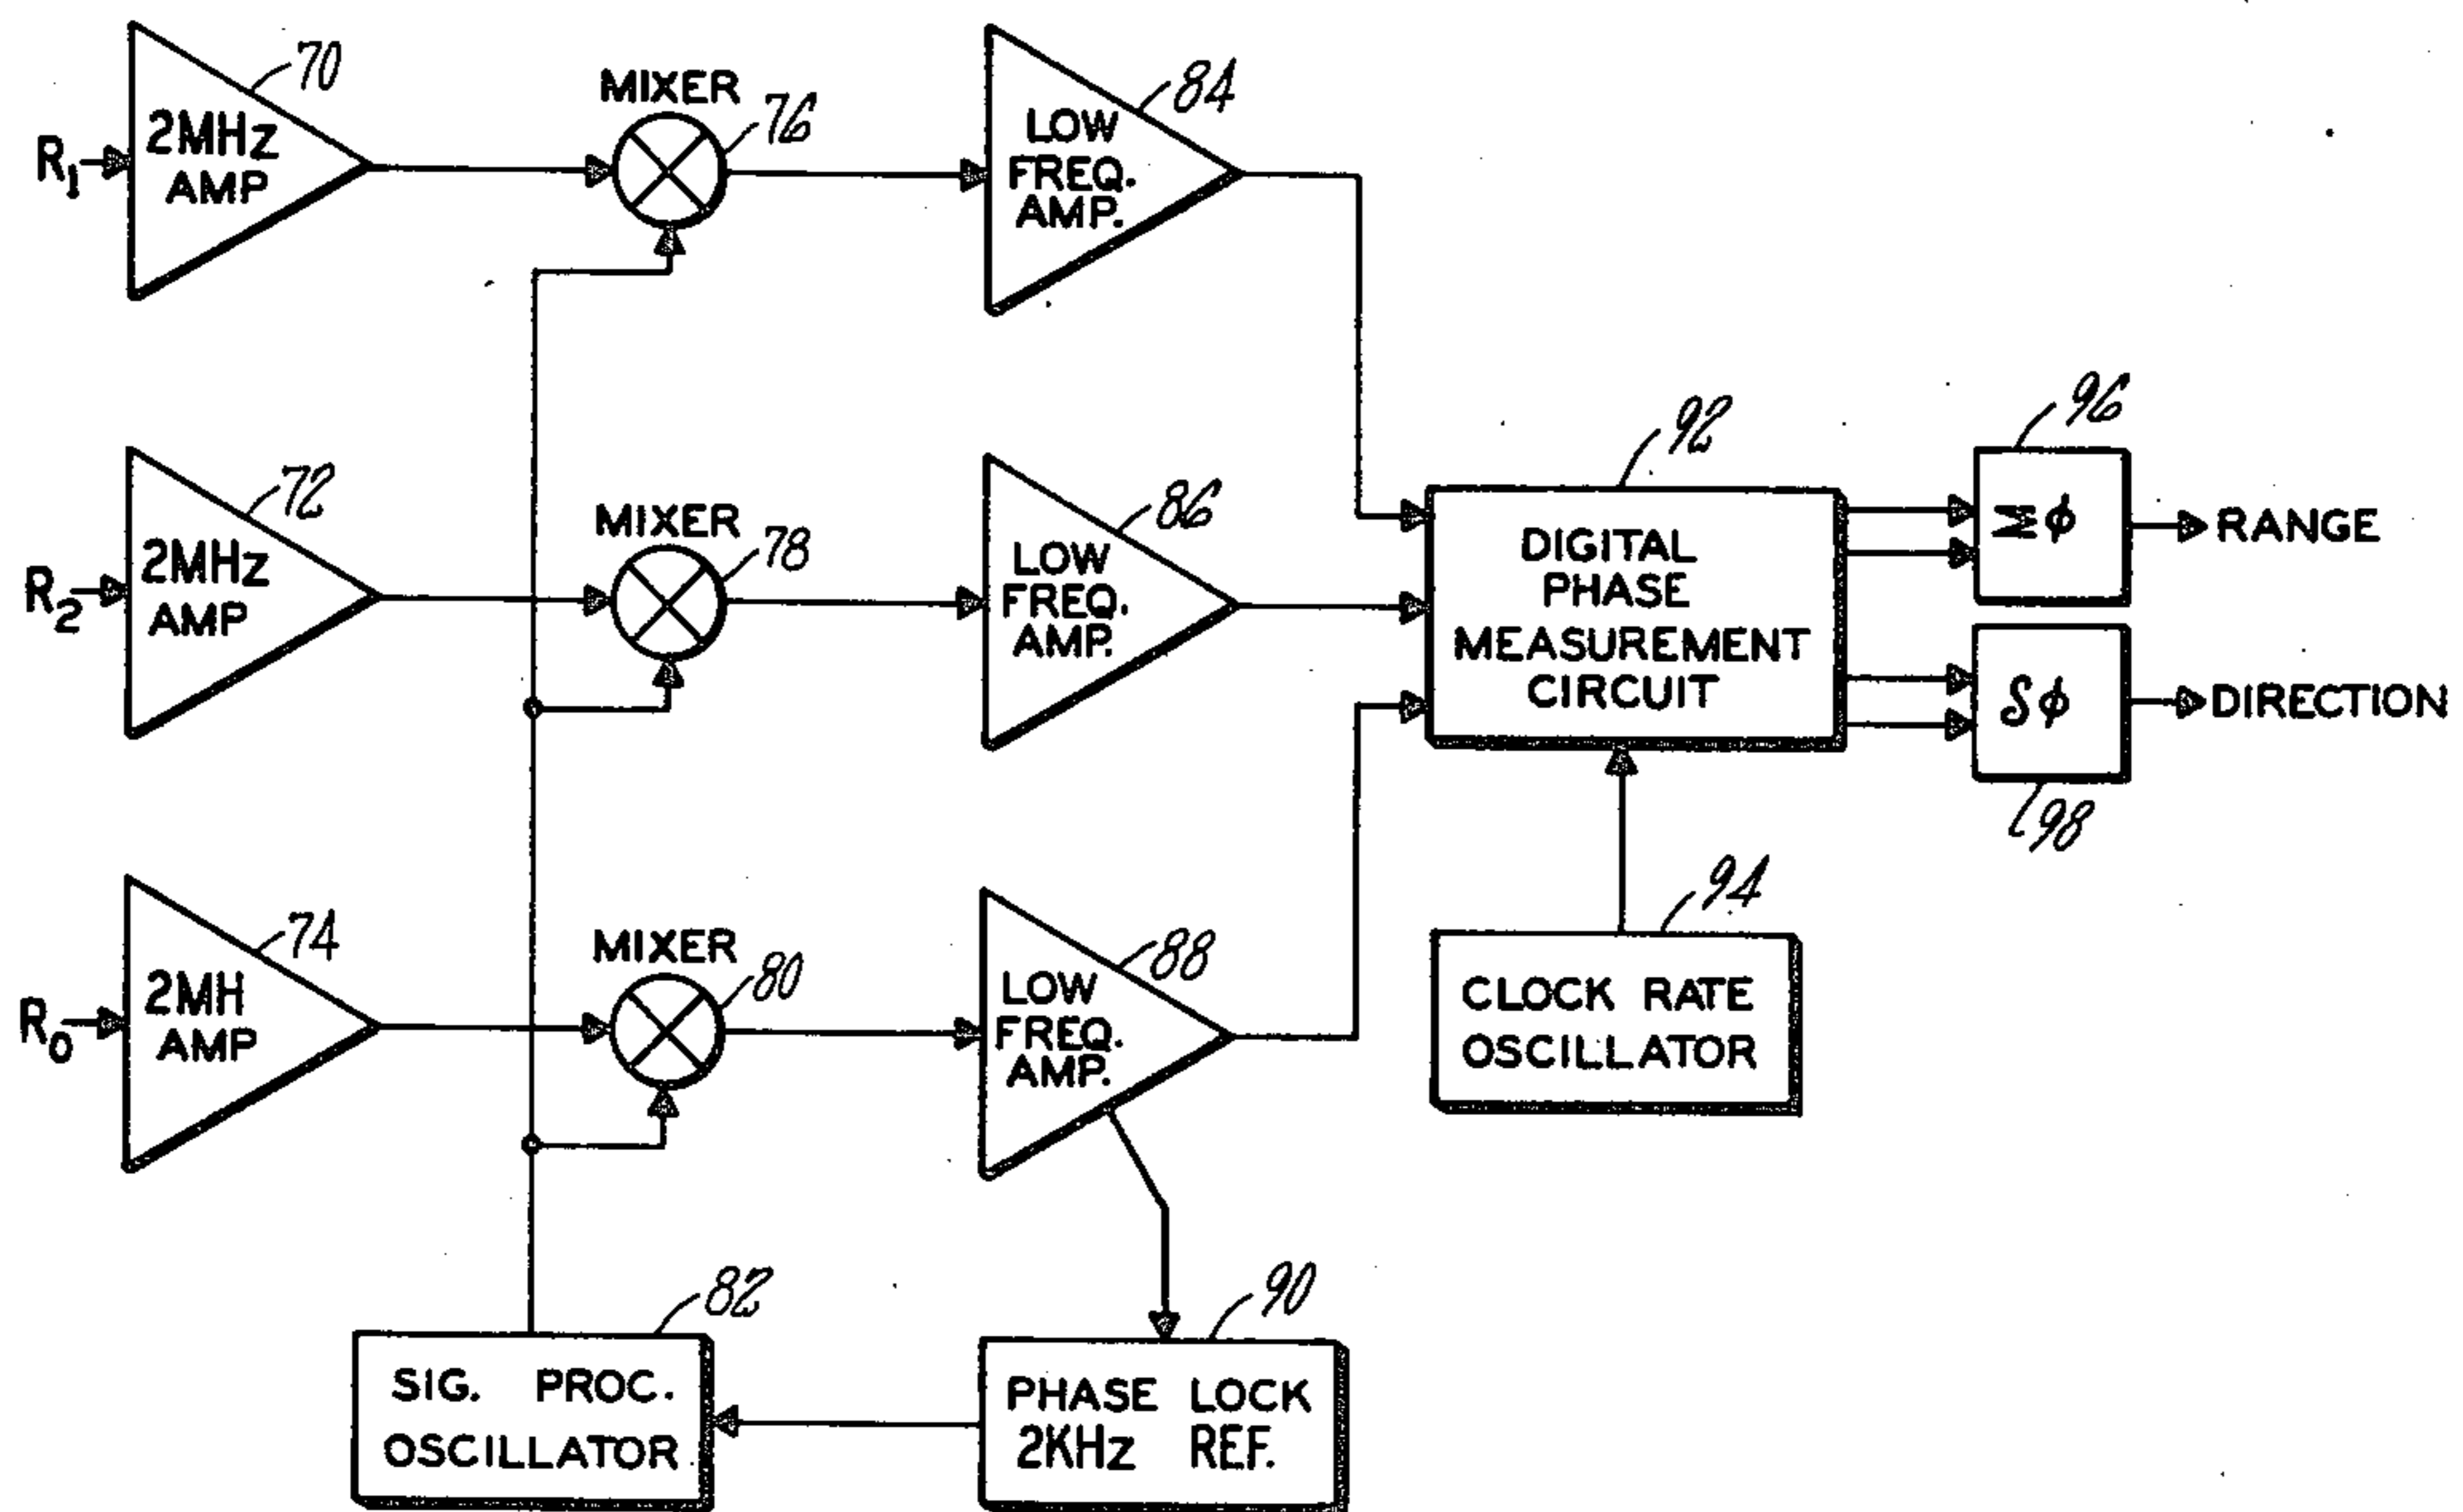 R1
2MHz
AMP
70
MIXER
76
LOW
FREQ.
AMP.
84
R2
2MHz
AMP
72
MIXER
78
LOW
FREQ.
AMP.
86
DIGITAL
PHASE
MEASUREMENT
CIRCUIT
92
Σϕ
96
RANGE
δϕ
98
DIRECTION
R0
2MH
AMP
74
MIXER
80
LOW
FREQ.
AMP.
88
CLOCK RATE
OSCILLATOR
94
SIG. PROC.
OSCILLATOR
82
PHASE LOCK
2KHz REF.
90